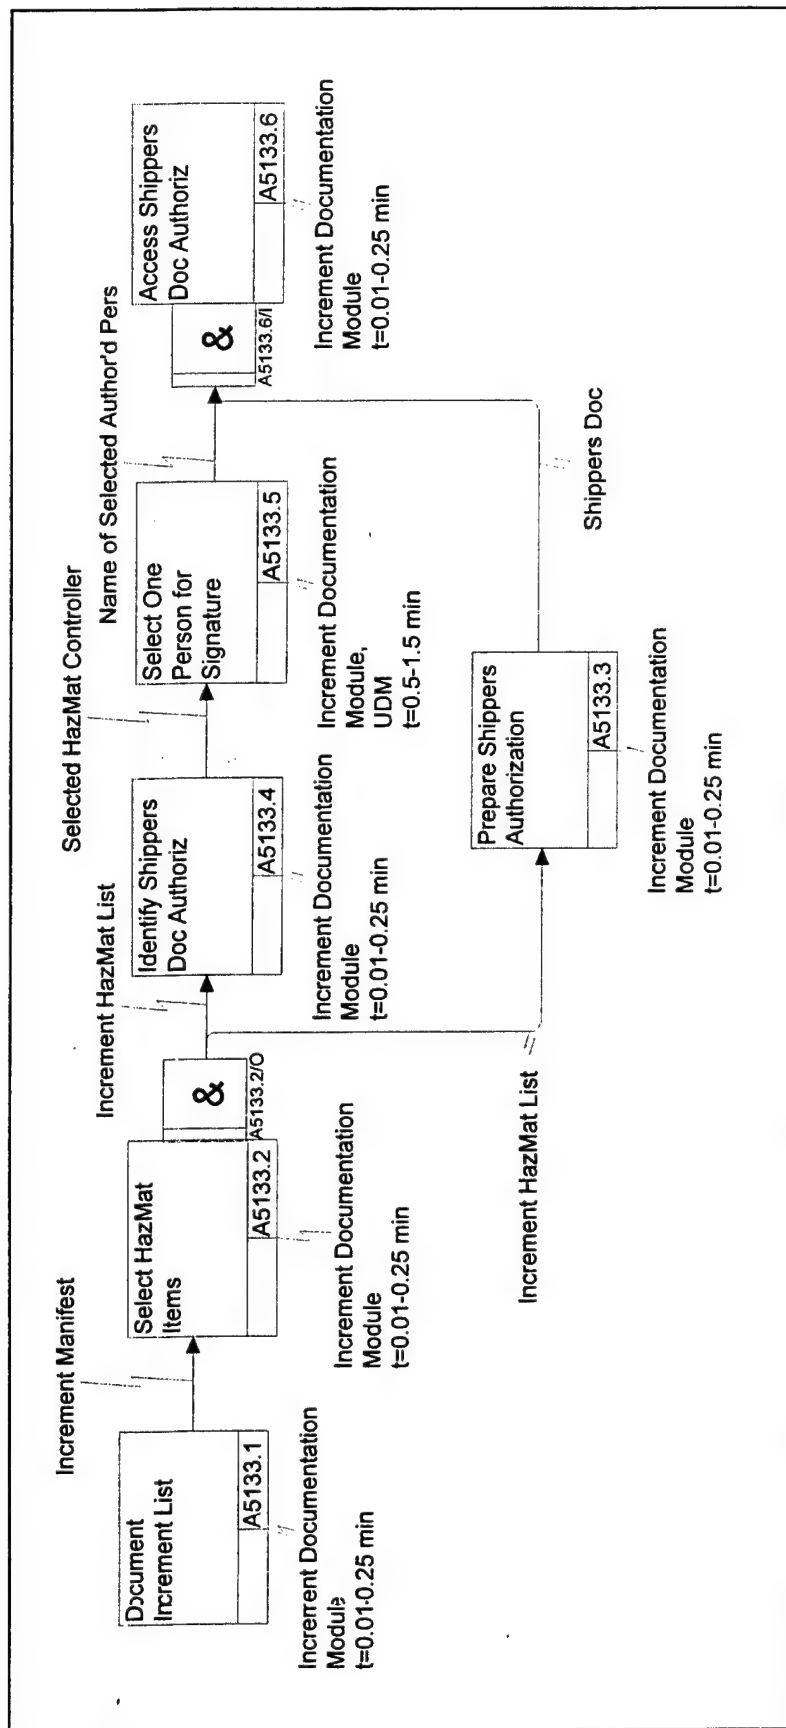 Increment Manifest
Increment HazMat List
Selected HazMat Controller
Name of Selected Author'd Pers
Document
Increment List
A5133.1
Increment Documentation
Module
t=0.01-0.25 min
Select HazMat
Items
A5133.2
&
A5133.2/O
Increment Documentation
Module
t=0.01-0.25 min
Identify Shippers
Doc Authoriz
A5133.4
Increment Documentation
Module
t=0.01-0.25 min
Select One
Person for
Signature
A5133.5
Increment Documentation
Module,
UDM
t=0.5-1.5 min
&
A5133.6/I
Access Shippers
Doc Authoriz
A5133.6
Increment Documentation
Module
t=0.01-0.25 min
Increment HazMat List
Prepare Shippers
Authorization
A5133.3
Increment Documentation
Module
t=0.01-0.25 min
Shippers Doc